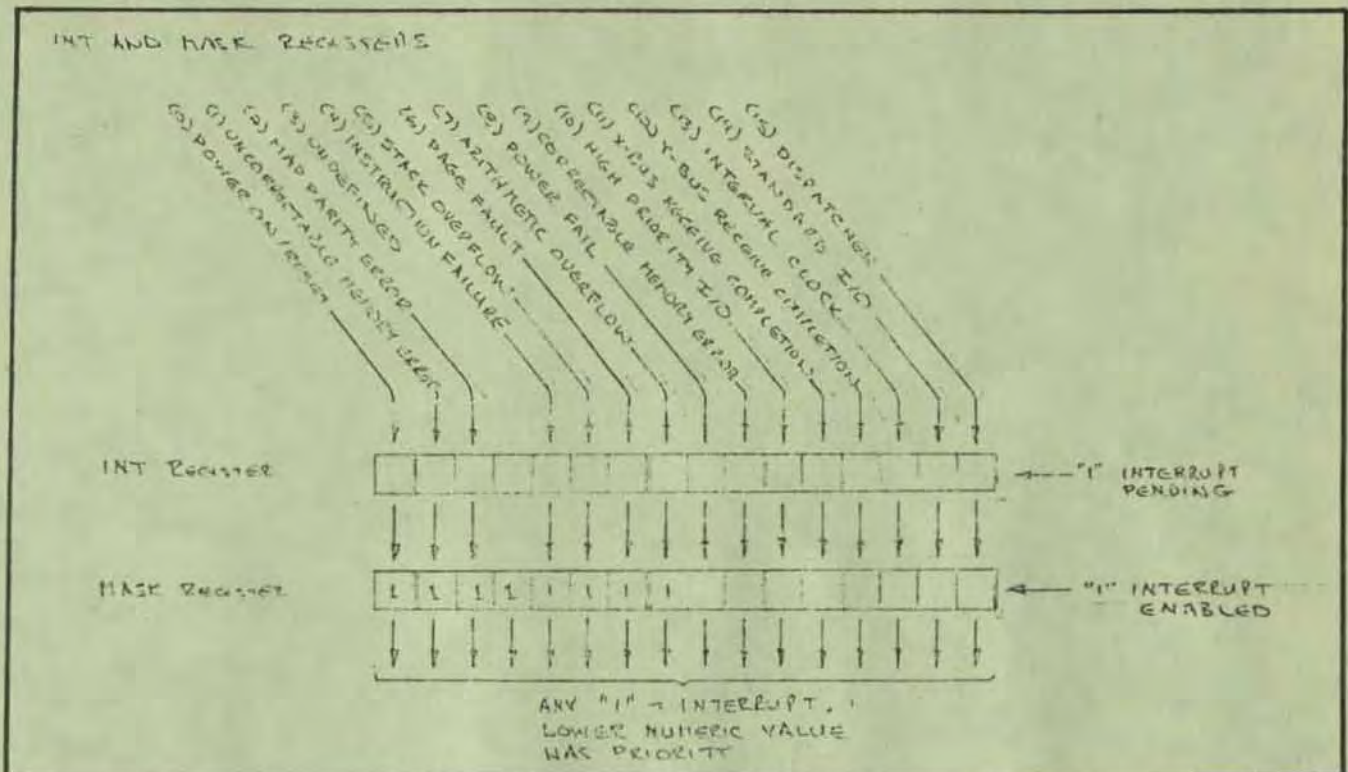 INT AND MASK REGISTERS
(0) POWER ON/RESET
(1) UNCORRECTABLE MEMORY ERROR
(2) MAP PARITY ERROR
(3) UNDEFINED
(4) INSTRUCTION FAILURE
(5) STACK OVERFLOW
(6) PAGE FAULT
(7) ARITHMETIC OVERFLOW
(8) POWER FAIL
(9) CORRECTABLE MEMORY ERROR
(10) HIGH PRIORITY I/O
(11) X-BUS RECEIVE COMPLETION
(12) Y-BUS RECEIVE COMPLETION
(13) INTERVAL CLOCK
(14) STANDARD I/O
(15) DISPATCHER
INT REGISTER
"1" INTERRUPT
PENDING
MASK REGISTER
1 1 1 1 1 1 1 1
"1" INTERRUPT
ENABLED
ANY "1" → INTERRUPT.
LOWER NUMERIC VALUE
HAS PRIORITY